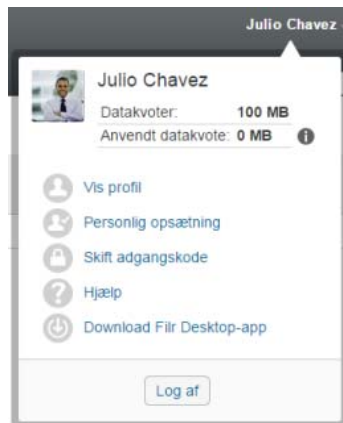 Julio Chavez
Julio Chavez
Datakvoter: 100 MB
Anvendt datakvote: 0 MB
Vis profil
Personlig opsætning
Skift adgangskode
Hjælp
Download Filr Desktop-app
Log af